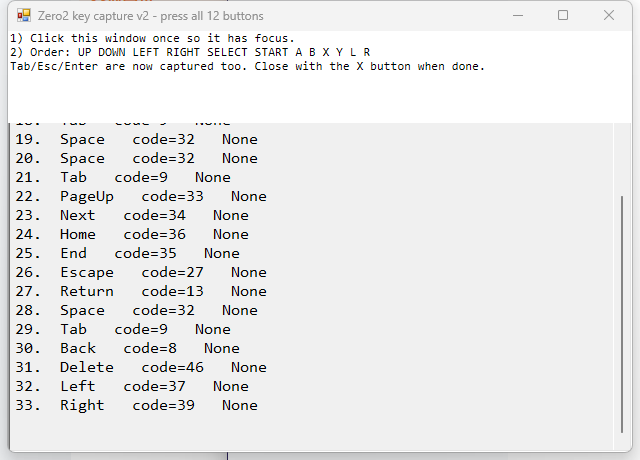 Zero2 key capture v2 - press all 12 buttons
1) Click this window once so it has focus.
2) Order: UP DOWN LEFT RIGHT SELECT START A B X Y L R
Tab/Esc/Enter are now captured too. Close with the X button when done.
19. Space code=32 None
20. Space code=32 None
21. Tab code=9 None
22. PageUp code=33 None
23. Next code=34 None
24. Home code=36 None
25. End code=35 None
26. Escape code=27 None
27. Return code=13 None
28. Space code=32 None
29. Tab code=9 None
30. Back code=8 None
31. Delete code=46 None
32. Left code=37 None
33. Right code=39 None